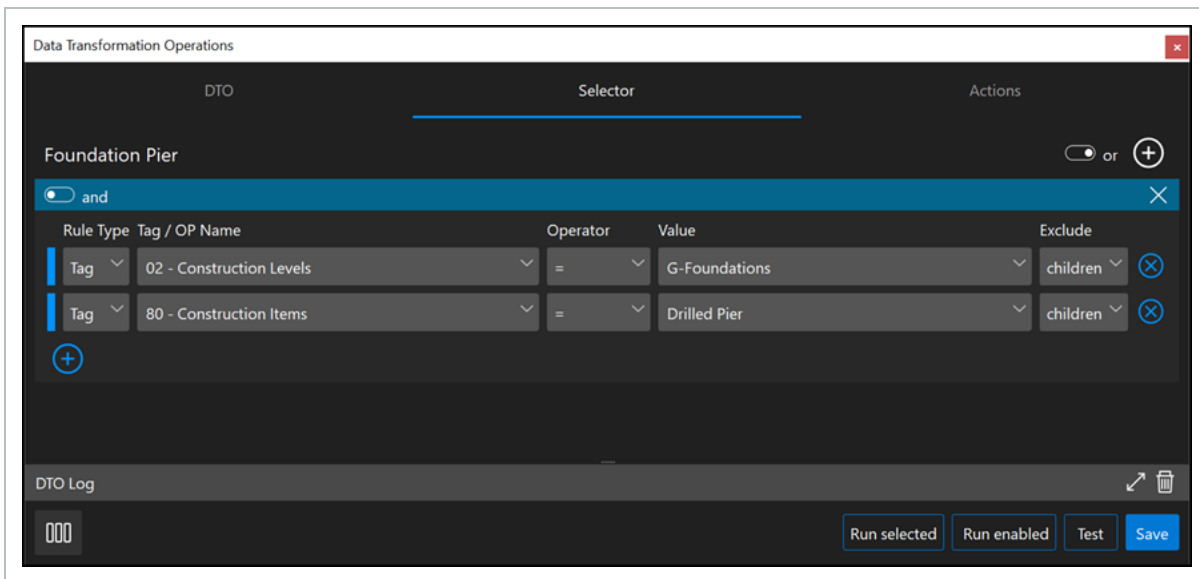 Data Transformation Operations
DTO Selector Actions
Foundation Pier or
and
Rule Type Tag / OP Name Operator Value Exclude
Tag 02 - Construction Levels = G-Foundations children
Tag 80 - Construction Items = Drilled Pier children
DTO Log
Run selected Run enabled Test Save